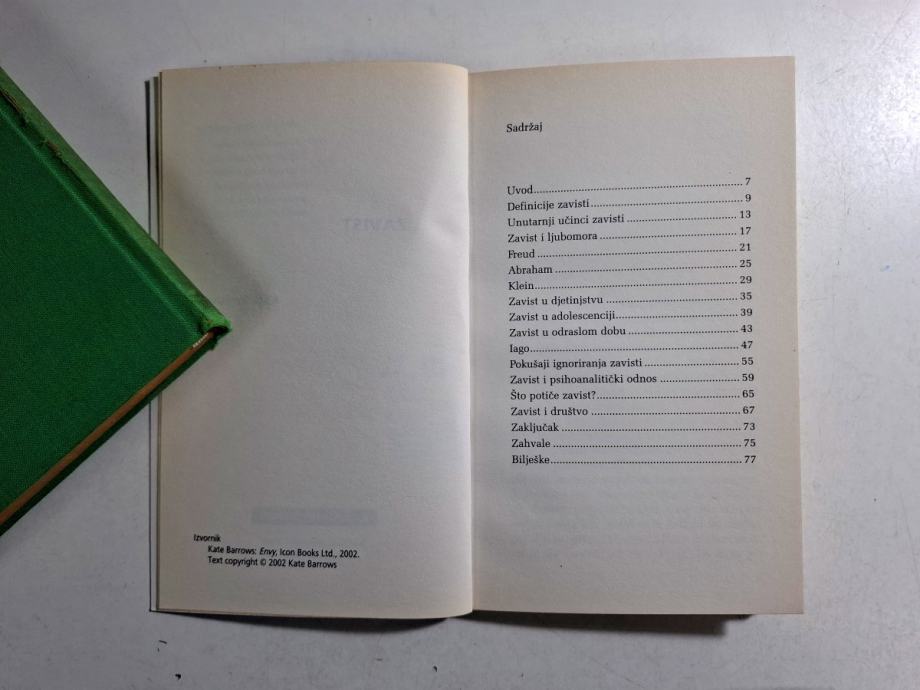 ZAVIST
Izvornik
Kate Barrows: Envy, Icon Books Ltd., 2002.
Text copyright © 2002 Kate Barrows
Sadržaj
Uvod........ 7
Definicije zavisti........ 9
Unutarnji učinci zavisti ........ 13
Zavist i ljubomora ........ 17
Freud ........ 21
Abraham ........ 25
Klein........ 29
Zavist u djetinjstvu ........ 35
Zavist u adolescenciji........ 39
Zavist u odraslom dobu ........ 43
Iago........ 47
Pokušaji ignoriranja zavisti ........ 55
Zavist i psihoanalitički odnos ........ 59
Što potiče zavist?........ 65
Zavist i društvo ........ 67
Zaključak ........ 73
Zahvale ........ 75
Bilješke........ 77